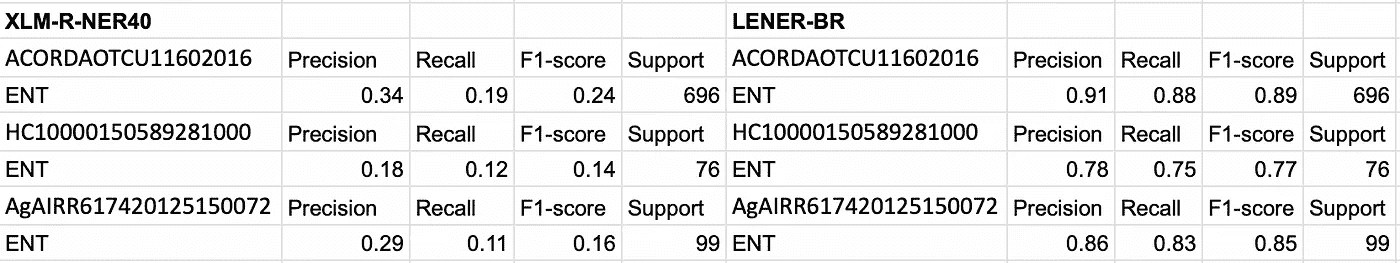 XLM-R-NER40 LENER-BR
ACORDAOTCU11602016 Precision Recall F1-score Support ACORDAOTCU11602016 Precision Recall F1-score Support
ENT 0.34 0.19 0.24 696 ENT 0.91 0.88 0.89 696
HC10000150589281000 Precision Recall F1-score Support HC10000150589281000 Precision Recall F1-score Support
ENT 0.18 0.12 0.14 76 ENT 0.78 0.75 0.77 76
AgAIRR617420125150072 Precision Recall F1-score Support AgAIRR617420125150072 Precision Recall F1-score Support
ENT 0.29 0.11 0.16 99 ENT 0.86 0.83 0.85 99